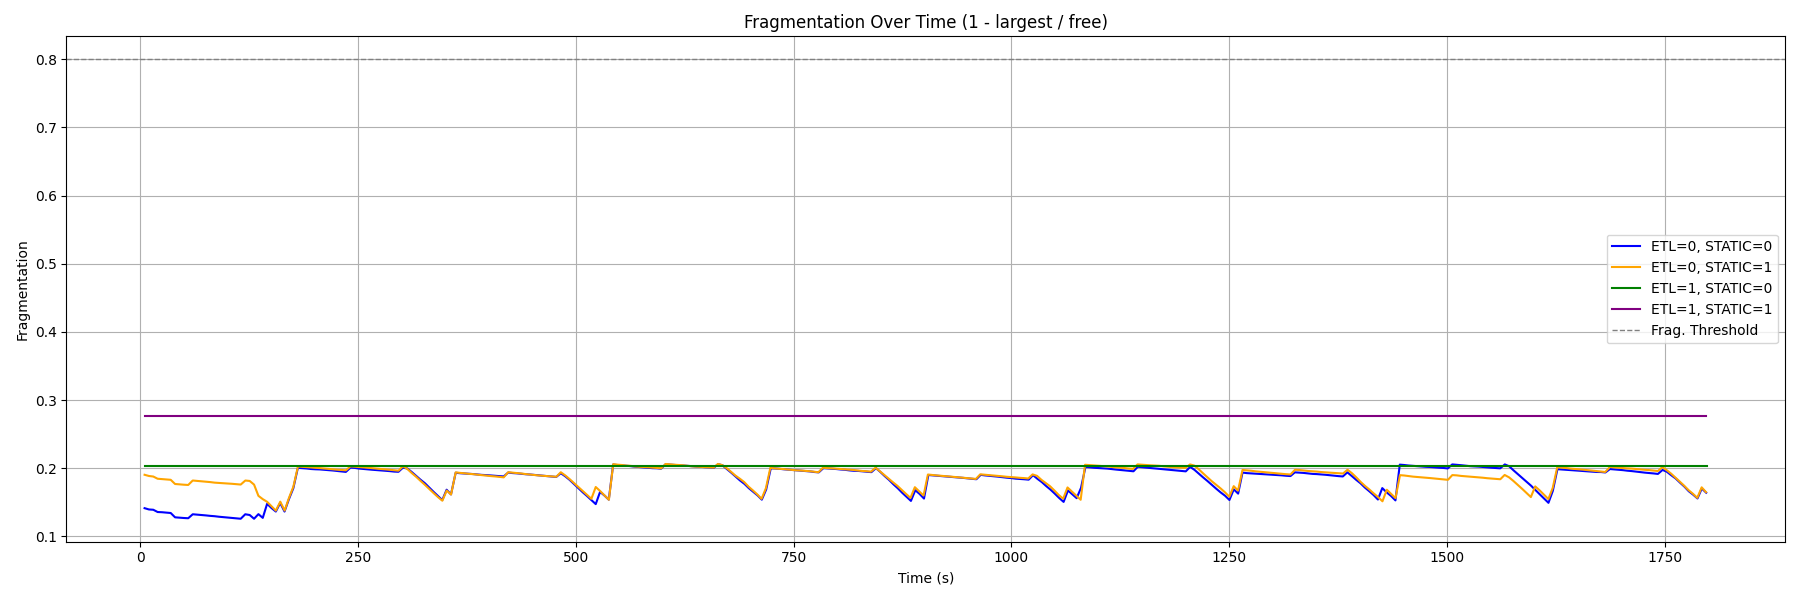 Fragmentation Over Time (1 - largest / free)
Fragmentation
0.8
0.7
0.6
0.5
0.4
0.3
0.2
0.1
ETL=0, STATIC=0
ETL=0, STATIC=1
ETL=1, STATIC=0
ETL=1, STATIC=1
Frag. Threshold
0 250 500 750 1000 1250 1500 1750
Time (s)